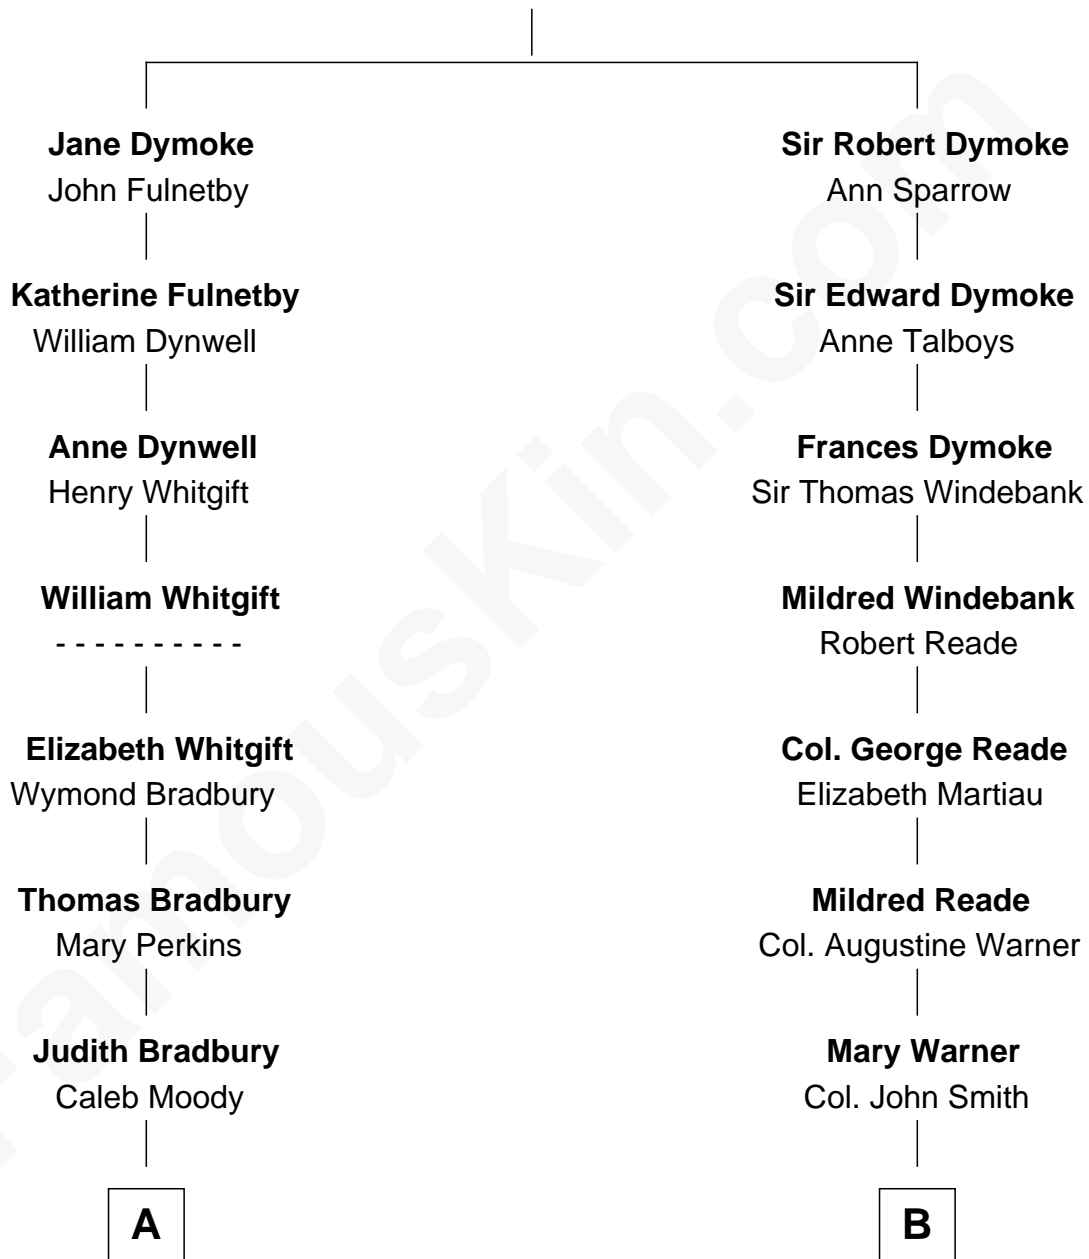 Jane Dymoke
John Fulnetby
Katherine Fulnetby
William Dynwell
Anne Dynwell
Henry Whitgift
William Whitgift
- - - - - - - - - -
Elizabeth Whitgift
Wymond Bradbury
Thomas Bradbury
Mary Perkins
Judith Bradbury
Caleb Moody
A
Sir Robert Dymoke
Ann Sparrow
Sir Edward Dymoke
Anne Talboys
Frances Dymoke
Sir Thomas Windebank
Mildred Windebank
Robert Reade
Col. George Reade
Elizabeth Martiau
Mildred Reade
Col. Augustine Warner
Mary Warner
Col. John Smith
B
FamousKin.com